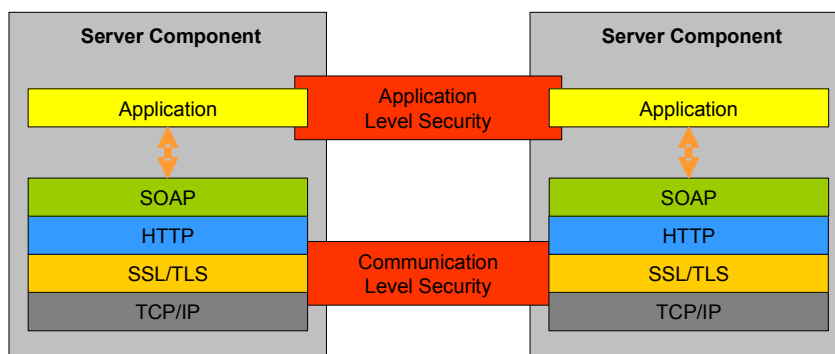 Server Component
Server Component
Application
Application
Level Security
Application
SOAP
SOAP
HTTP
HTTP
Communication
Level Security
SSL/TLS
SSL/TLS
TCP/IP
TCP/IP